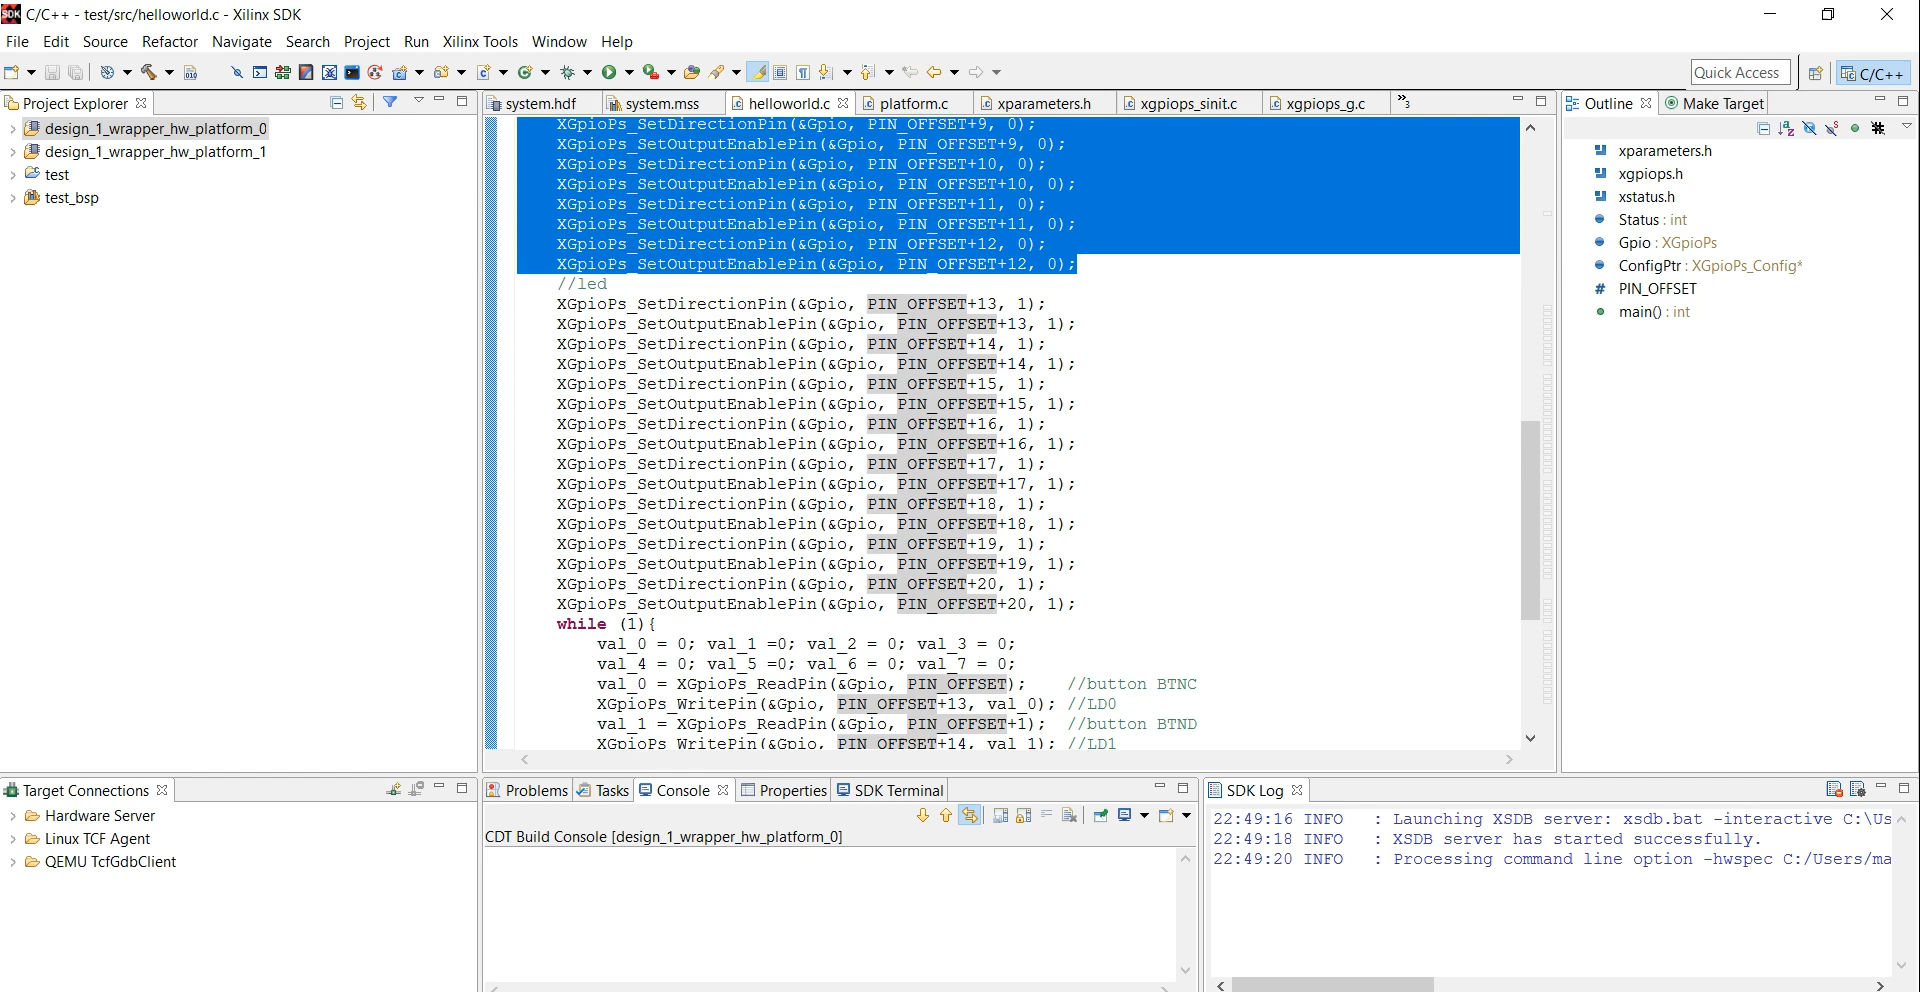 C/C++ - test/src/helloworld.c - Xilinx SDK
File Edit Source Refactor Navigate Search Project Run Xilinx Tools Window Help
Quick Access
C/C++
Project Explorer
design_1_wrapper_hw_platform_0
design_1_wrapper_hw_platform_1
test
test_bsp
system.hdf system.mss helloworld.c platform.c xparameters.h xgpiops_sinit.c xgpiops_g.c »3
XGpioPs_SetDirectionPin(&Gpio, PIN_OFFSET+9, 0);
XGpioPs_SetOutputEnablePin(&Gpio, PIN_OFFSET+9, 0);
XGpioPs_SetDirectionPin(&Gpio, PIN_OFFSET+10, 0);
XGpioPs_SetOutputEnablePin(&Gpio, PIN_OFFSET+10, 0);
XGpioPs_SetDirectionPin(&Gpio, PIN_OFFSET+11, 0);
XGpioPs_SetOutputEnablePin(&Gpio, PIN_OFFSET+11, 0);
XGpioPs_SetDirectionPin(&Gpio, PIN_OFFSET+12, 0);
XGpioPs_SetOutputEnablePin(&Gpio, PIN_OFFSET+12, 0);
//led
XGpioPs_SetDirectionPin(&Gpio, PIN_OFFSET+13, 1);
XGpioPs_SetOutputEnablePin(&Gpio, PIN_OFFSET+13, 1);
XGpioPs_SetDirectionPin(&Gpio, PIN_OFFSET+14, 1);
XGpioPs_SetOutputEnablePin(&Gpio, PIN_OFFSET+14, 1);
XGpioPs_SetDirectionPin(&Gpio, PIN_OFFSET+15, 1);
XGpioPs_SetOutputEnablePin(&Gpio, PIN_OFFSET+15, 1);
XGpioPs_SetDirectionPin(&Gpio, PIN_OFFSET+16, 1);
XGpioPs_SetOutputEnablePin(&Gpio, PIN_OFFSET+16, 1);
XGpioPs_SetDirectionPin(&Gpio, PIN_OFFSET+17, 1);
XGpioPs_SetOutputEnablePin(&Gpio, PIN_OFFSET+17, 1);
XGpioPs_SetDirectionPin(&Gpio, PIN_OFFSET+18, 1);
XGpioPs_SetOutputEnablePin(&Gpio, PIN_OFFSET+18, 1);
XGpioPs_SetDirectionPin(&Gpio, PIN_OFFSET+19, 1);
XGpioPs_SetOutputEnablePin(&Gpio, PIN_OFFSET+19, 1);
XGpioPs_SetDirectionPin(&Gpio, PIN_OFFSET+20, 1);
XGpioPs_SetOutputEnablePin(&Gpio, PIN_OFFSET+20, 1);
while (1){
val_0 = 0; val_1 =0; val_2 = 0; val_3 = 0;
val_4 = 0; val_5 =0; val_6 = 0; val_7 = 0;
val_0 = XGpioPs_ReadPin(&Gpio, PIN_OFFSET); //button BTNC
XGpioPs_WritePin(&Gpio, PIN_OFFSET+13, val_0); //LD0
val_1 = XGpioPs_ReadPin(&Gpio, PIN_OFFSET+1); //button BTND
XGpioPs_WritePin(&Gpio, PIN_OFFSET+14, val_1); //LD1
Outline Make Target
xparameters.h
xgpiops.h
xstatus.h
Status : int
Gpio : XGpioPs
ConfigPtr : XGpioPs_Config*
PIN_OFFSET
main() : int
Target Connections
Hardware Server
Linux TCF Agent
QEMU TcfGdbClient
Problems Tasks Console Properties SDK Terminal
CDT Build Console [design_1_wrapper_hw_platform_0]
SDK Log
22:49:16 INFO : Launching XSDB server: xsdb.bat -interactive C:\Us
22:49:18 INFO : XSDB server has started successfully.
22:49:20 INFO : Processing command line option -hwspec C:/Users/ma